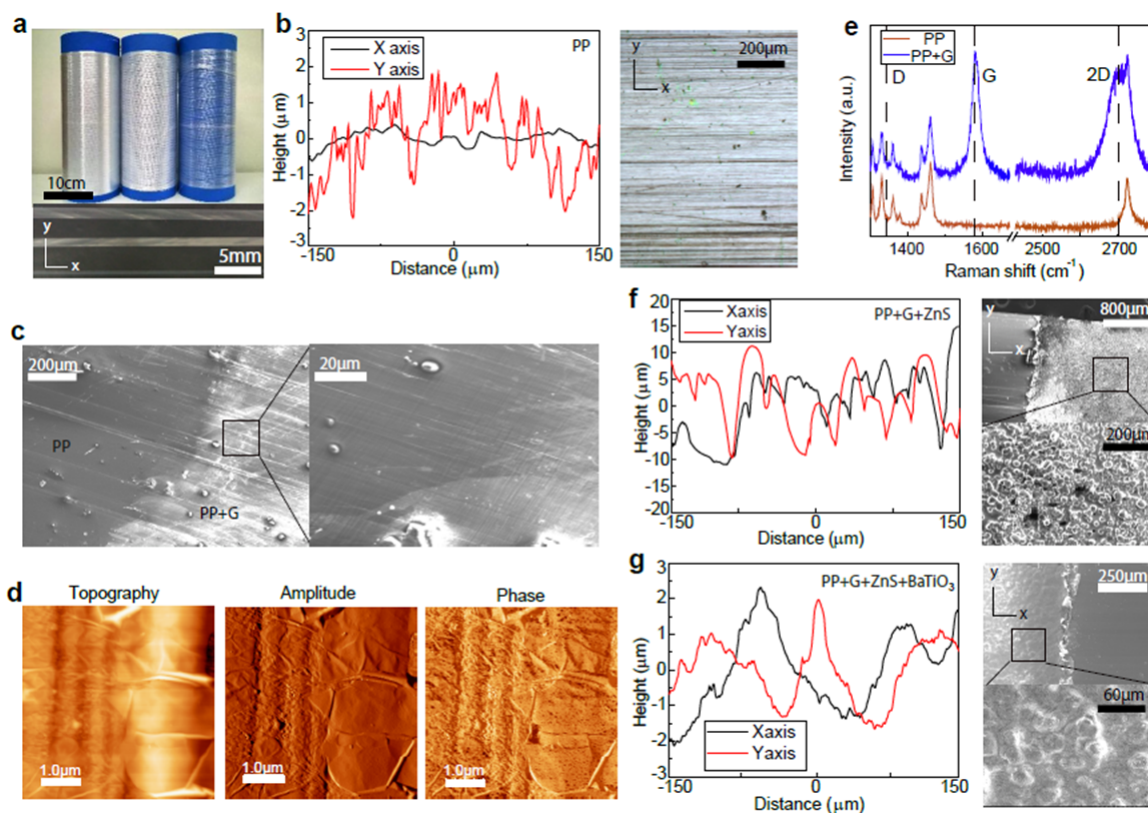 a
10cm
y
x
5mm
b
X axis
Y axis
PP
Height (μm)
3
2
1
0
-1
-2
-3
-150
0
150
Distance (μm)
200μm
y
x
c
200μm
PP
PP+G
20μm
d
Topography
Amplitude
Phase
1.0μm
1.0μm
1.0μm
e
PP
PP+G
D
G
2D
Intensity (a.u.)
1400
1600
2500
2700
Raman shift (cm⁻¹)
f
Xaxis
Yaxis
PP+G+ZnS
Height (μm)
20
15
10
5
0
-5
-10
-15
-20
-150
0
150
Distance (μm)
y
x
800μm
200μm
g
PP+G+ZnS+BaTiO₃
Height (μm)
3
2
1
0
-1
-2
-3
Xaxis
Yaxis
-150
0
150
Distance (μm)
y
x
250μm
60μm